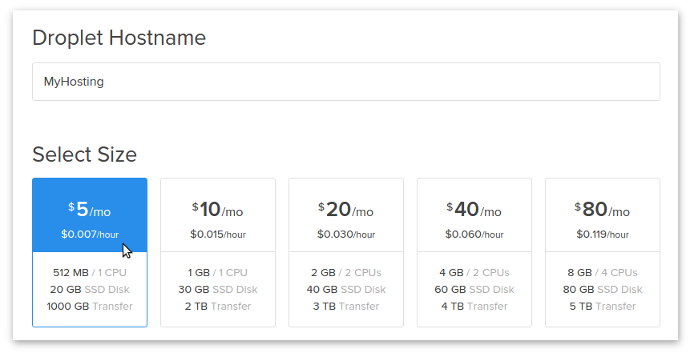 Droplet Hostname
MyHosting
Select Size
$5/mo
$0.007/hour
512 MB / 1 CPU
20 GB SSD Disk
1000 GB Transfer
$10/mo
$0.015/hour
1 GB / 1 CPU
30 GB SSD Disk
2 TB Transfer
$20/mo
$0.030/hour
2 GB / 2 CPUs
40 GB SSD Disk
3 TB Transfer
$40/mo
$0.060/hour
4 GB / 2 CPUs
60 GB SSD Disk
4 TB Transfer
$80/mo
$0.119/hour
8 GB / 4 CPUs
80 GB SSD Disk
5 TB Transfer